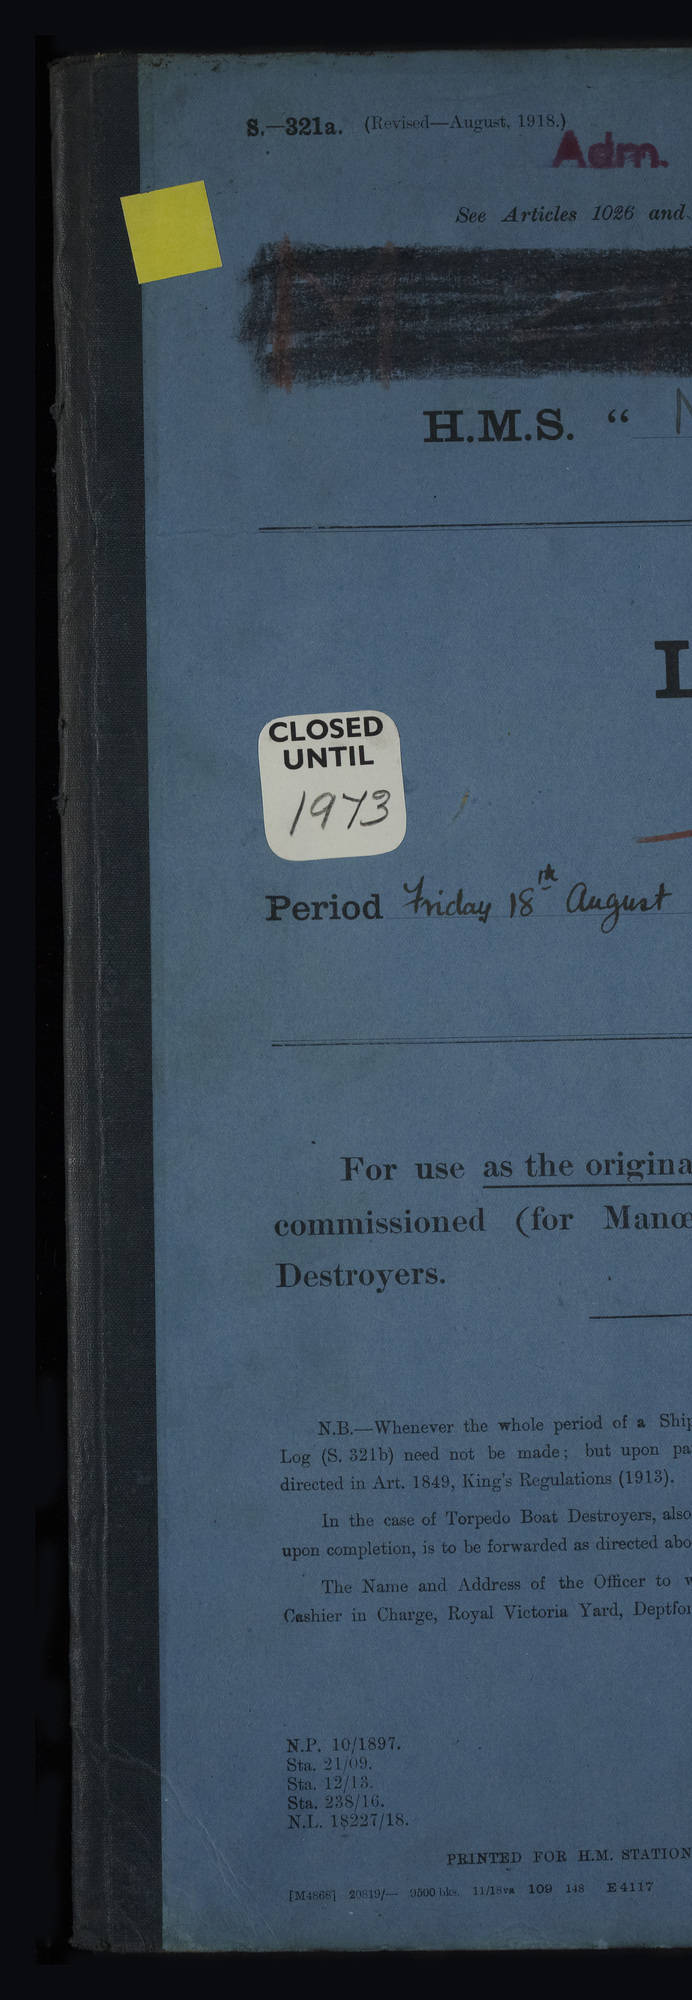 S.—321a. (Revised—August, 1918.)
Adm.
See Articles 1026 and
H.M.S. "
CLOSED
UNTIL
1973
Period Friday 18th August
For use as the origina
commissioned (for Manœ
Destroyers.
N.B.—Whenever the whole period of a Ship
Log (S. 321b) need not be made; but upon pa
directed in Art. 1849, King's Regulations (1913).
In the case of Torpedo Boat Destroyers, also
upon completion, is to be forwarded as directed abo
The Name and Address of the Officer to w
Cashier in Charge, Royal Victoria Yard, Deptfor
N.P. 10/1897.
Sta. 21/09.
Sta. 12/13.
Sta. 238/16.
N.L. 18227/18.
PRINTED FOR H.M. STATION
[M4868] 20819/— 9500 bks. 11/18 va 109 148 E4117